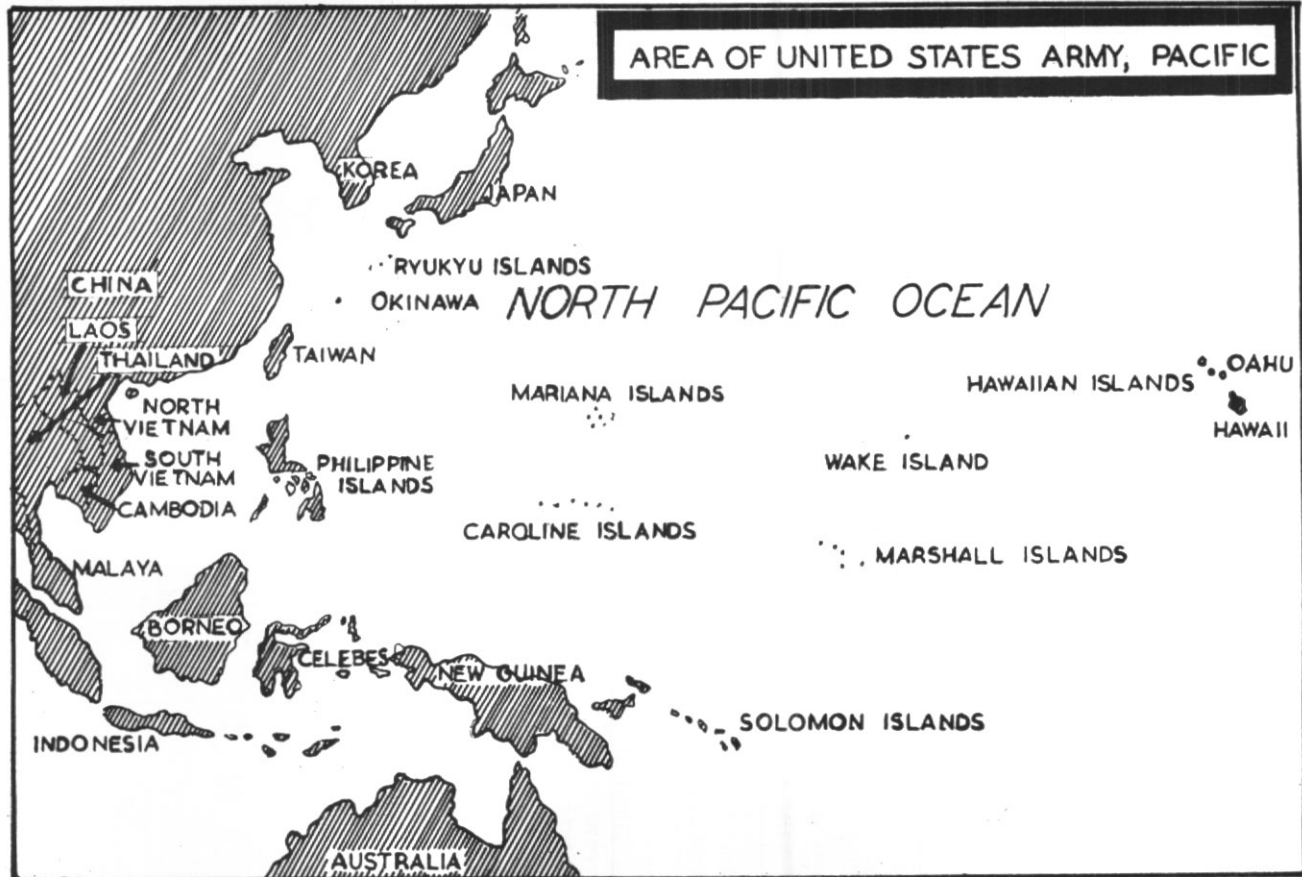 AREA OF UNITED STATES ARMY, PACIFIC
KOREA
JAPAN
RYUKYU ISLANDS
CHINA
OKINAWA
NORTH PACIFIC OCEAN
LAOS
THAILAND
TAIWAN
OAHU
HAWAIIAN ISLANDS
MARIANA ISLANDS
HAWAII
NORTH
VIETNAM
SOUTH
VIETNAM
PHILIPPINE
ISLANDS
WAKE ISLAND
CAMBODIA
CAROLINE ISLANDS
MARSHALL ISLANDS
MALAYA
BORNEO
CELEBES
NEW GUINEA
SOLOMON ISLANDS
INDONESIA
AUSTRALIA